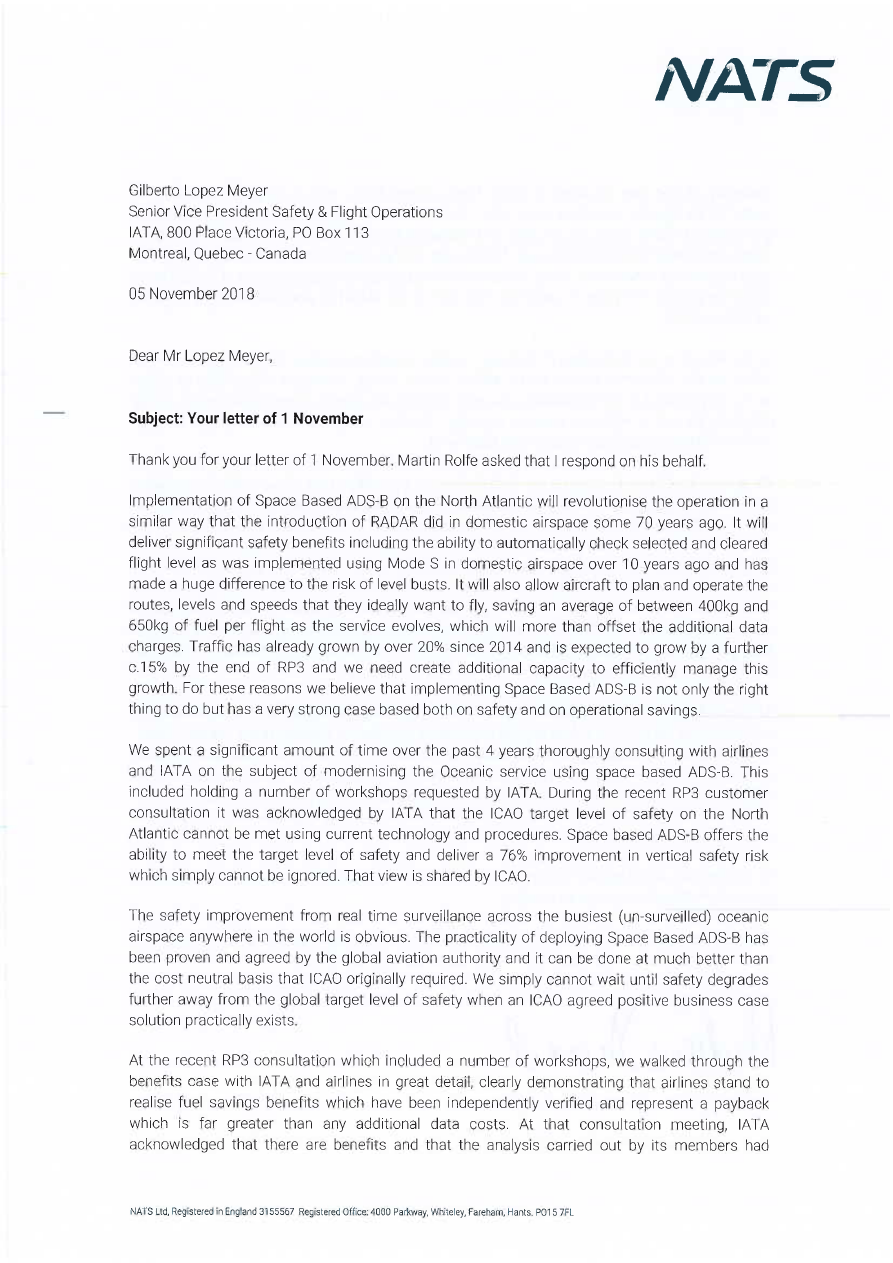 NATS
Gilberto Lopez Meyer
Senior Vice President Safety & Flight Operations
IATA, 800 Place Victoria, PO Box 113
Montreal, Quebec - Canada
05 November 2018
Dear Mr Lopez Meyer,
Subject: Your letter of 1 November
Thank you for your letter of 1 November. Martin Rolfe asked that I respond on his behalf.
Implementation of Space Based ADS-B on the North Atlantic will revolutionise the operation in a
similar way that the introduction of RADAR did in domestic airspace some 70 years ago. It will
deliver significant safety benefits including the ability to automatically check selected and cleared
flight level as was implemented using Mode S in domestic airspace over 10 years ago and has
made a huge difference to the risk of level busts. It will also allow aircraft to plan and operate the
routes, levels and speeds that they ideally want to fly, saving an average of between 400kg and
650kg of fuel per flight as the service evolves, which will more than offset the additional data
charges. Traffic has already grown by over 20% since 2014 and is expected to grow by a further
c.15% by the end of RP3 and we need create additional capacity to efficiently manage this
growth. For these reasons we believe that implementing Space Based ADS-B is not only the right
thing to do but has a very strong case based both on safety and on operational savings.
We spent a significant amount of time over the past 4 years thoroughly consulting with airlines
and IATA on the subject of modernising the Oceanic service using space based ADS-B. This
included holding a number of workshops requested by IATA. During the recent RP3 customer
consultation it was acknowledged by IATA that the ICAO target level of safety on the North
Atlantic cannot be met using current technology and procedures. Space based ADS-B offers the
ability to meet the target level of safety and deliver a 76% improvement in vertical safety risk
which simply cannot be ignored. That view is shared by ICAO.
The safety improvement from real time surveillance across the busiest (un-surveilled) oceanic
airspace anywhere in the world is obvious. The practicality of deploying Space Based ADS-B has
been proven and agreed by the global aviation authority and it can be done at much better than
the cost neutral basis that ICAO originally required. We simply cannot wait until safety degrades
further away from the global target level of safety when an ICAO agreed positive business case
solution practically exists.
At the recent RP3 consultation which included a number of workshops, we walked through the
benefits case with IATA and airlines in great detail, clearly demonstrating that airlines stand to
realise fuel savings benefits which have been independently verified and represent a payback
which is far greater than any additional data costs. At that consultation meeting, IATA
acknowledged that there are benefits and that the analysis carried out by its members had
NATS Ltd, Registered in England 3155567 Registered Office: 4000 Parkway, Whiteley, Fareham, Hants. PO15 7FL